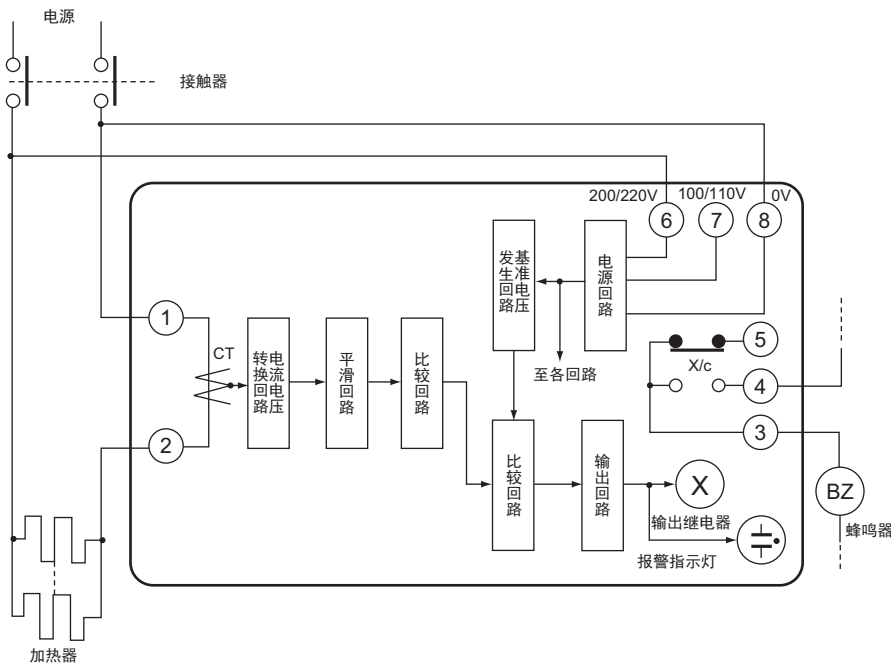 电源
接触器
200/220V
100/110V
0V
6
7
8
基准电压
发生回路
电源回路
至各回路
1
CT
电流电压
转换回路
平滑回路
比较回路
2
5
X/c
4
3
比较回路
输出回路
X
输出继电器
报警指示灯
BZ
蜂鸣器
加热器